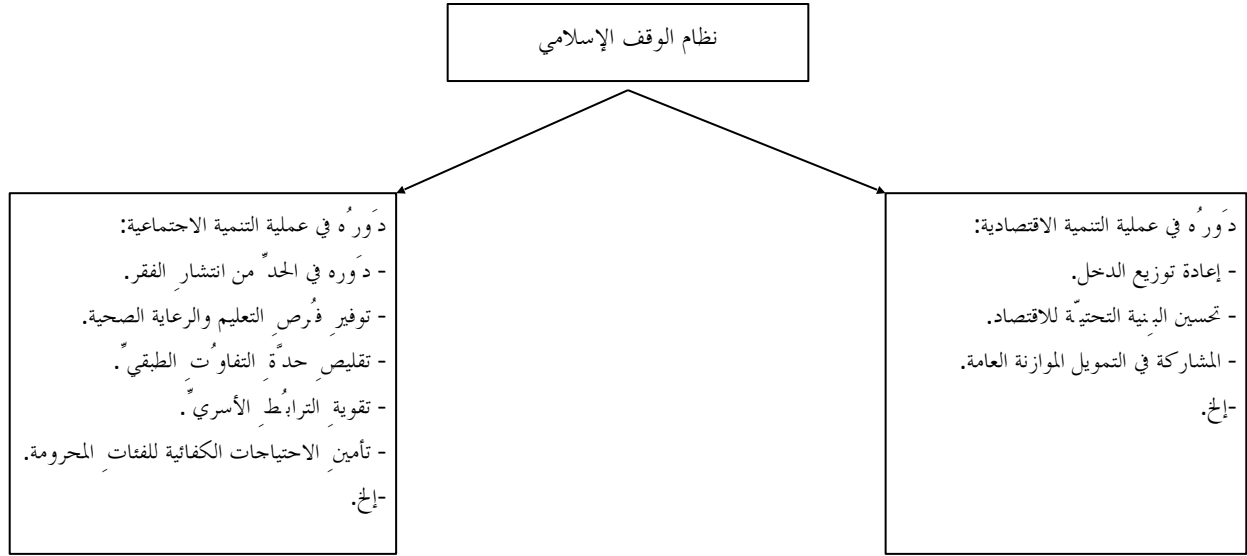 نظام الوقف الإسلامي
دَورُه في عملية التنمية الاقتصادية:
- إعادة توزيع الدخل.
- تحسين البِنية التحتيّة للاقتصاد.
- المشاركة في التمويل الموازنة العامة.
-إلخ.
دَورُه في عملية التنمية الاجتماعية:
- دَوره في الحدِّ من انتشارِ الفقر.
- توفيرِ فُرصِ التعليم والرعاية الصحية.
- تقليصِ حدَّةِ التفاوُتِ الطبقيِّ.
- تقويةِ الترابُطِ الأسريِّ.
- تأمينِ الاحتياجات الكفائية للفئاتِ المحرومة.
-إلخ.